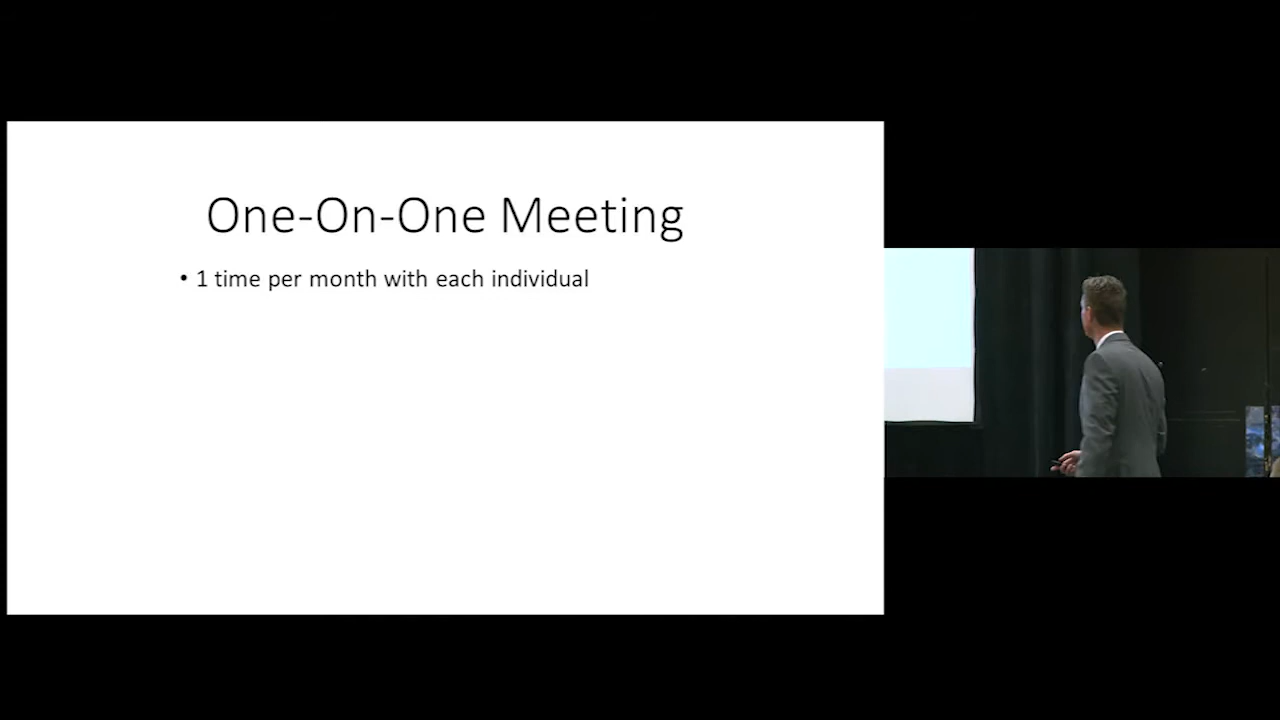 One-On-One Meeting
• 1 time per month with each individual